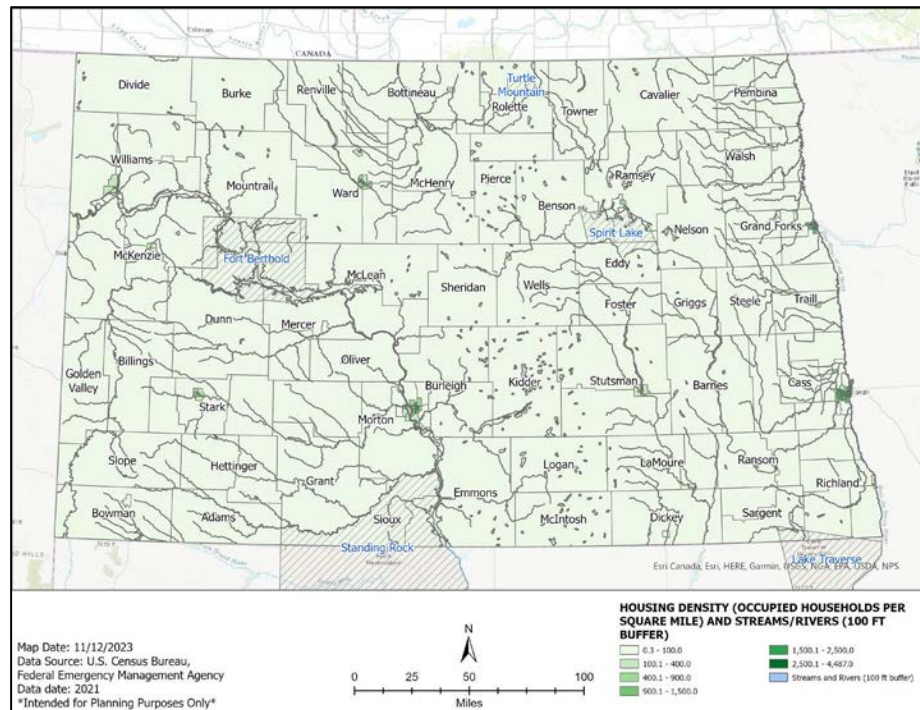 Estevan
CANADA
Divide
Burke
Renville
Bottineau
Turtle
Mountain
Rolette
Towner
Cavalier
Pembina
Williams
Mountrail
Ward
McHenry
Pierce
Benson
Ramsey
Walsh
Spirit Lake
Nelson
Grand Forks
McKenzie
Fort Berthold
McLean
Sheridan
Wells
Eddy
Foster
Griggs
Steele
Traill
Dunn
Mercer
Oliver
Billings
Golden
Valley
Stark
Morton
Burleigh
Kidder
Stutsman
Barnes
Cass
Slope
Hettinger
Grant
Emmons
Logan
LaMoure
Ransom
Richland
Bowman
Adams
Sioux
McIntosh
Dickey
Sargent
Standing Rock
Lake Traverse
Esri Canada, Esri, HERE, Garmin, USGS, NGA, EPA, USDA, NPS
Map Date: 11/12/2023
Data Source: U.S. Census Bureau,
Federal Emergency Management Agency
Data date: 2021
*Intended for Planning Purposes Only*
N
0 50 100
Miles
HOUSING DENSITY (OCCUPIED HOUSEHOLDS PER
SQUARE MILE) AND STREAMS/RIVERS (100 FT
BUFFER)
0.3 - 100.0
100.1 - 400.0
400.1 - 900.0
900.1 - 1,500.0
1,500.1 - 2,500.0
2,500.1 - 4,487.0
Streams and Rivers (100 ft buffer)